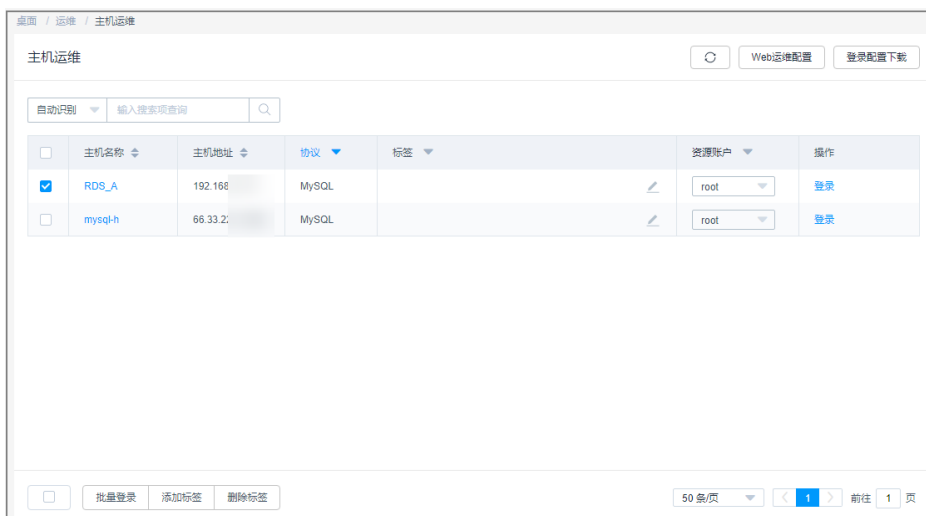 桌面 / 运维 / 主机运维
主机运维
Web运维配置 登录配置下载
自动识别 输入搜索项查询
主机名称 主机地址 协议 标签 资源账户 操作
RDS_A 192.168 MySQL root 登录
mysql-h 66.33.2 MySQL root 登录
批量登录 添加标签 删除标签 50 条/页 1 前往 1 页